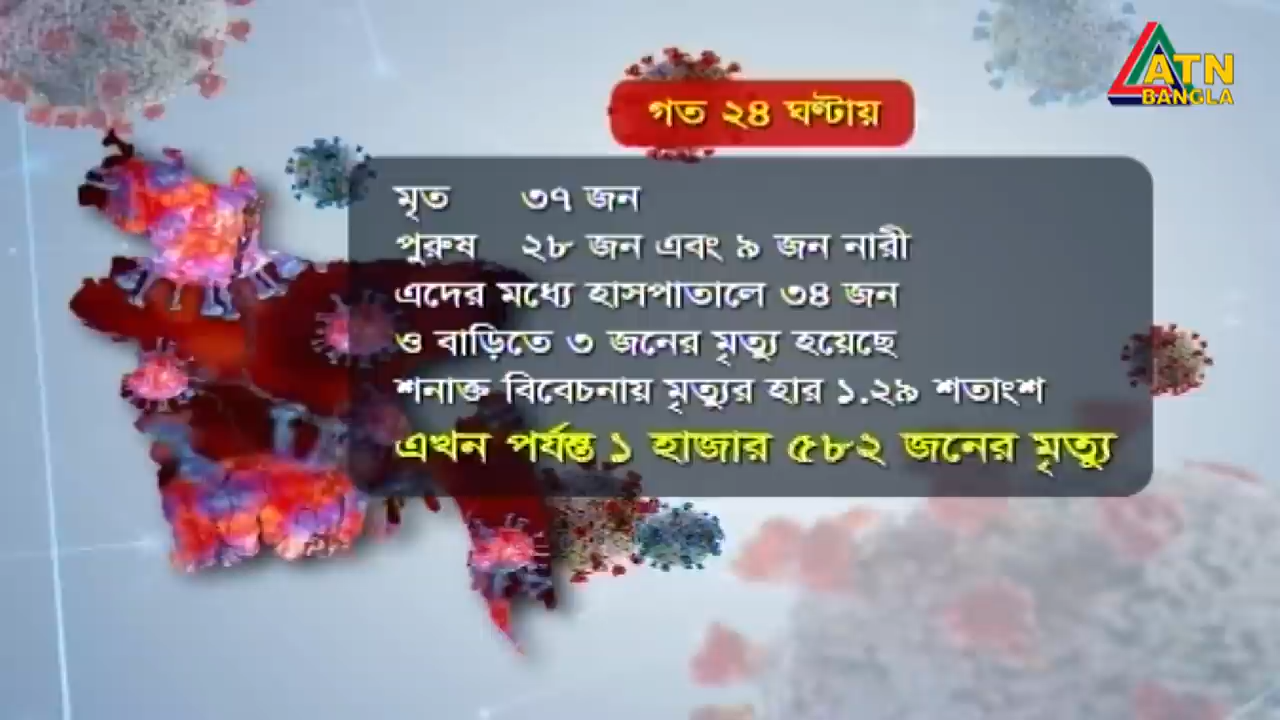 ATN
BANGLA
গত ২৪ ঘণ্টায়
মৃত ৩৭ জন
পুরুষ ২৮ জন এবং ৯ জন নারী
এদের মধ্যে হাসপাতালে ৩৪ জন
ও বাড়িতে ৩ জনের মৃত্যু হয়েছে
শনাক্ত বিবেচনায় মৃত্যুর হার ১.২৯ শতাংশ
এখন পর্যন্ত ১ হাজার ৫৮২ জনের মৃত্যু